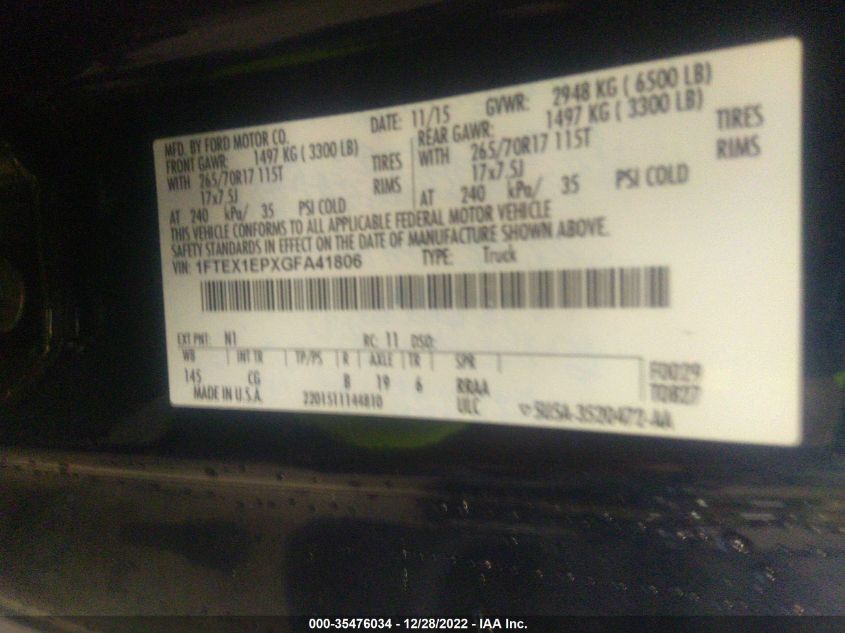 MFD. BY FORD MOTOR CO. DATE: 11/15 GVWR: 2948 KG ( 6500 LB)
FRONT GAWR: 1497 KG ( 3300 LB) REAR GAWR: 1497 KG ( 3300 LB)
WITH 265/70R17 115T TIRES WITH 265/70R17 115T TIRES
17x7.5J RIMS 17x7.5J RIMS
AT 240 kPa/ 35 PSI COLD AT 240 kPa/ 35 PSI COLD
THIS VEHICLE CONFORMS TO ALL APPLICABLE FEDERAL MOTOR VEHICLE
SAFETY STANDARDS IN EFFECT ON THE DATE OF MANUFACTURE SHOWN ABOVE.
VIN: 1FTEX1EPXGFA41806 TYPE: Truck
EXT PNT: N1 RC: 11 DSO:
WB INT TR TP/PS R AXLE TR SPR
145 CG B 19 6 RRAA F0029
MADE IN U.S.A. 2201511144810 ULC T0827
5U5A-3520472-AA
000-35476034 - 12/28/2022 - IAA Inc.